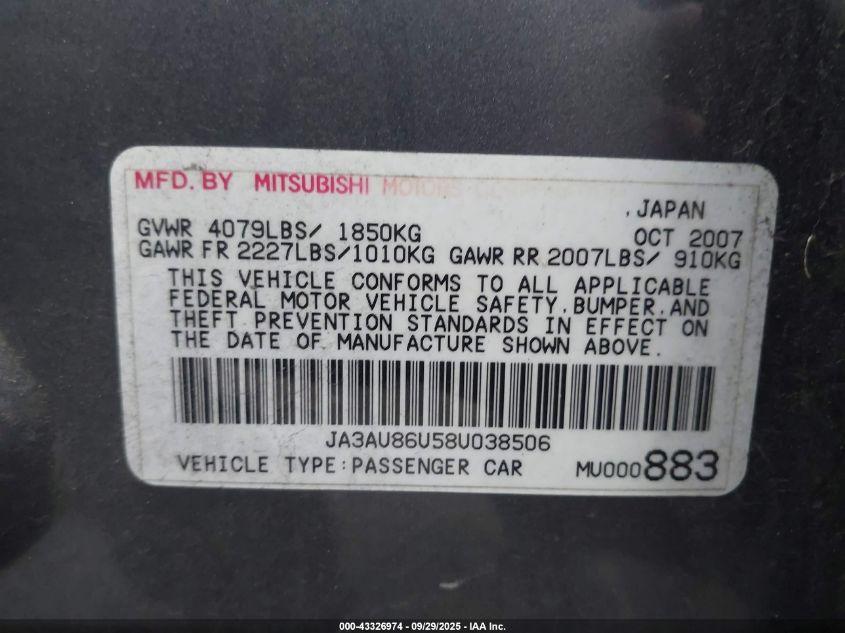 MFD. BY MITSUBISHI MOTORS CORPORATION
.JAPAN
GVWR 4079LBS/ 1850KG OCT 2007
GAWR FR 2227LBS/1010KG GAWR RR 2007LBS/ 910KG
THIS VEHICLE CONFORMS TO ALL APPLICABLE
FEDERAL MOTOR VEHICLE SAFETY,BUMPER,AND
THEFT PREVENTION STANDARDS IN EFFECT ON
THE DATE OF MANUFACTURE SHOWN ABOVE.
JA3AU86U58U038506
VEHICLE TYPE:PASSENGER CAR MU000883
000-43326974 - 09/29/2025 - IAA Inc.